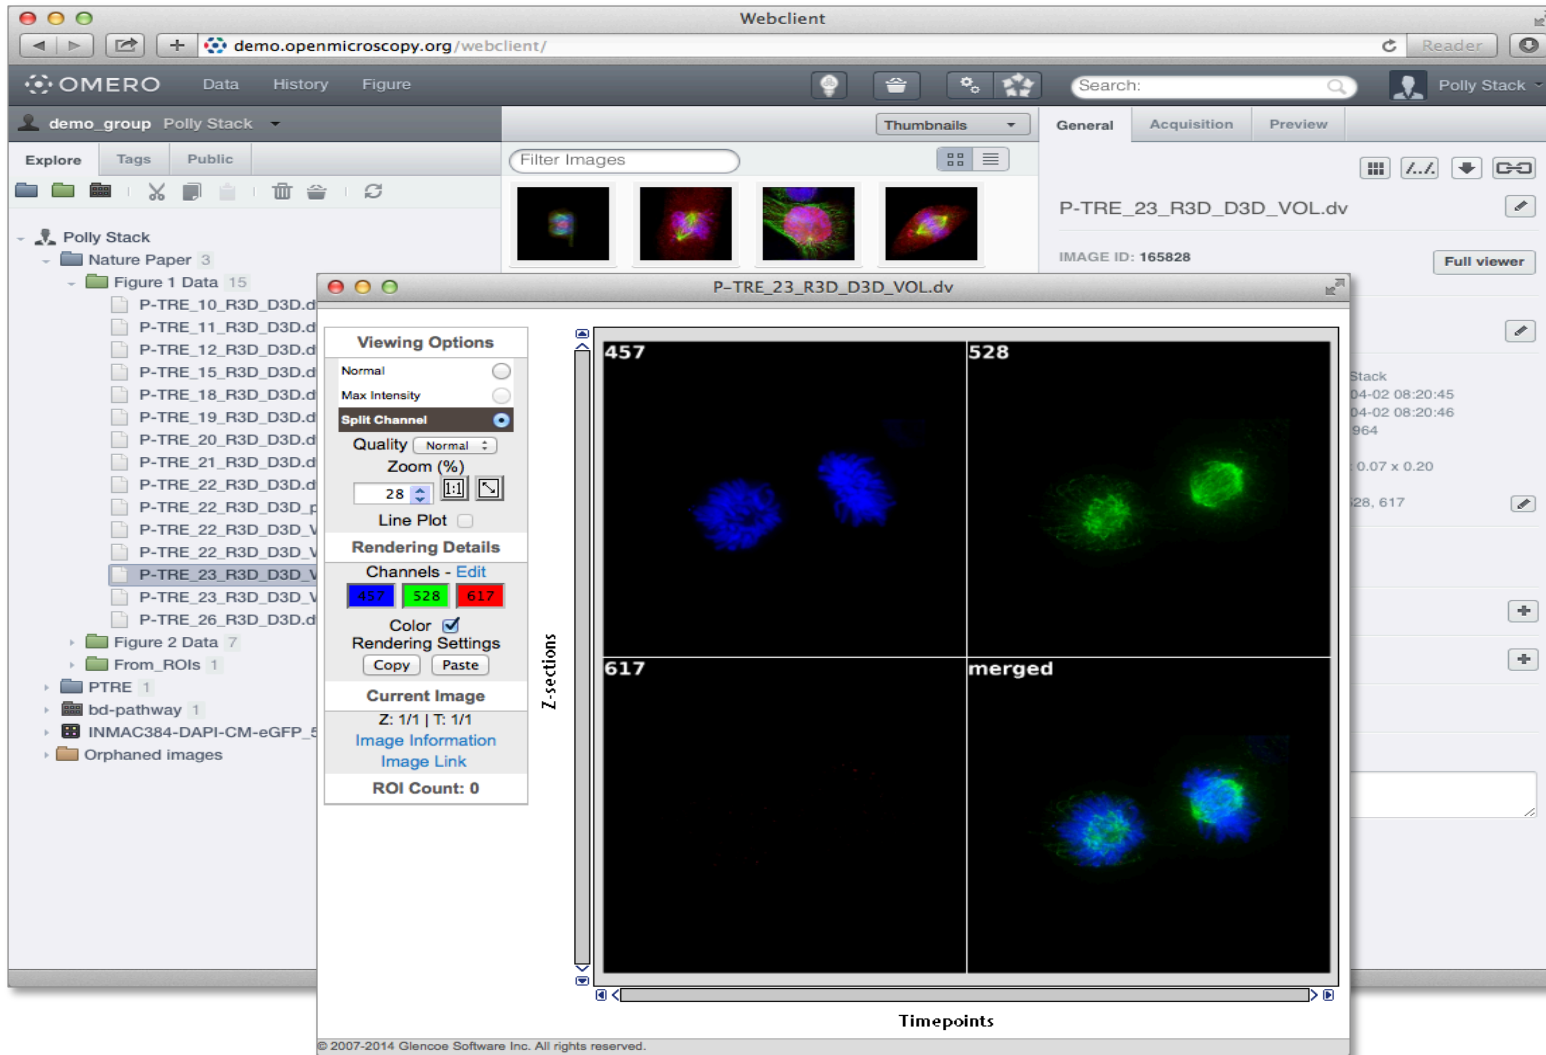 Webclient
demo.openmicroscopy.org/webclient/
Reader
OMERO Data History Figure
Search:
Polly Stack
demo_group Polly Stack
Thumbnails
General Acquisition Preview
Explore Tags Public
Filter Images
P-TRE_23_R3D_D3D_VOL.dv
IMAGE ID: 165828
Full viewer
Polly Stack
Nature Paper 3
Figure 1 Data 15
P-TRE_10_R3D_D3D.d
P-TRE_11_R3D_D3D.d
P-TRE_12_R3D_D3D.d
P-TRE_15_R3D_D3D.d
P-TRE_18_R3D_D3D.d
P-TRE_19_R3D_D3D.d
P-TRE_20_R3D_D3D.d
P-TRE_21_R3D_D3D.d
P-TRE_22_R3D_D3D.d
P-TRE_22_R3D_D3D_p
P-TRE_22_R3D_D3D_V
P-TRE_22_R3D_D3D_V
P-TRE_23_R3D_D3D_V
P-TRE_23_R3D_D3D_V
P-TRE_26_R3D_D3D.d
Figure 2 Data 7
From_ROIs 1
PTRE 1
bd-pathway 1
INMAC384-DAPI-CM-eGFP_5
Orphaned images
P-TRE_23_R3D_D3D_VOL.dv
Viewing Options
Normal
Max Intensity
Split Channel
Quality Normal
Zoom (%)
28 1:1
Line Plot
Rendering Details
Channels - Edit
457 528 617
Color
Rendering Settings
Copy Paste
Current Image
Z: 1/1 | T: 1/1
Image Information
Image Link
ROI Count: 0
Z-sections
457
528
617
merged
Timepoints
© 2007-2014 Glencoe Software Inc. All rights reserved.
Stack
04-02 08:20:45
04-02 08:20:46
964
: 0.07 x 0.20
528, 617